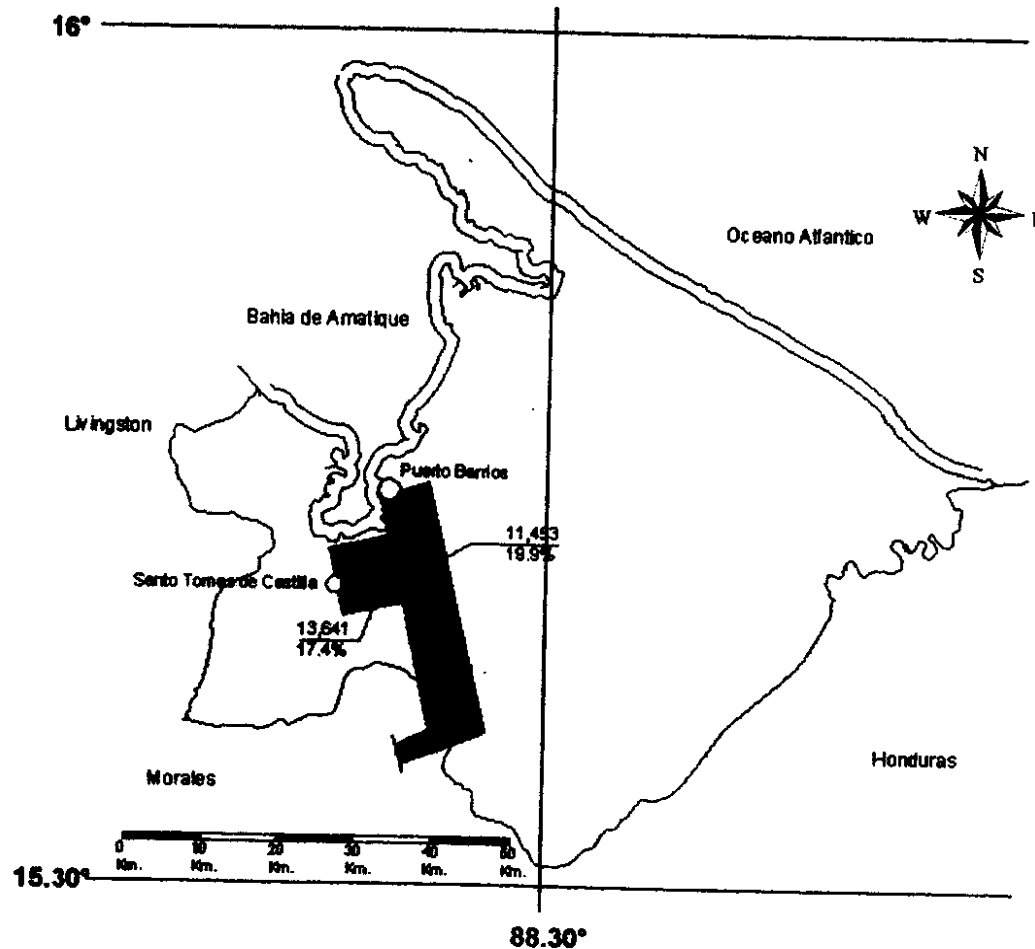 16°
N
W
E
S
Oceano Atlantico
Bahia de Amatique
Livingston
Puerto Barrios
11,493
19.9%
Santo Tomas de Castilla
13,641
17.4%
Honduras
Morales
0 10 20 30 40 50
Km. Km. Km. Km. Km. Km.
15.30°
88.30°